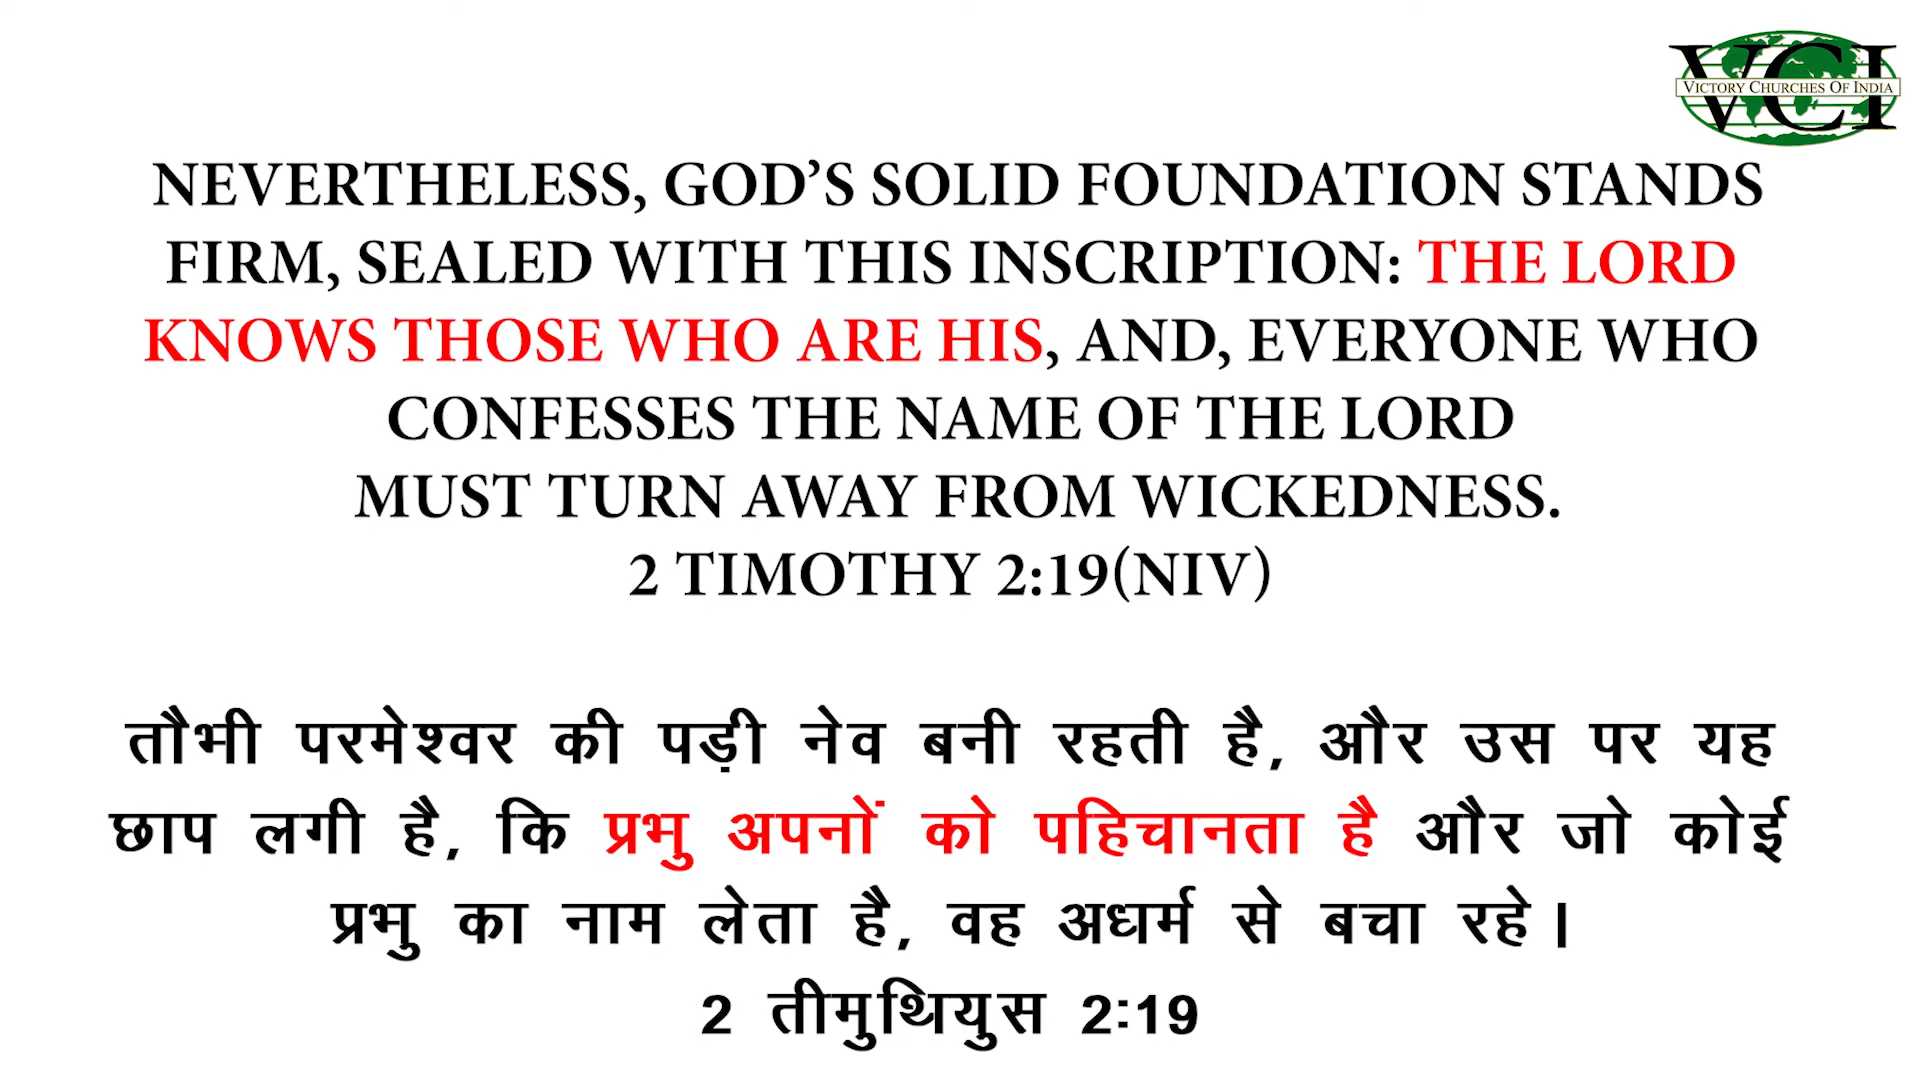 VCI
VICTORY CHURCHES OF INDIA
NEVERTHELESS, GOD’S SOLID FOUNDATION STANDS
FIRM, SEALED WITH THIS INSCRIPTION: THE LORD
KNOWS THOSE WHO ARE HIS, AND, EVERYONE WHO
CONFESSES THE NAME OF THE LORD
MUST TURN AWAY FROM WICKEDNESS.
2 TIMOTHY 2:19(NIV)
तौभी परमेश्वर की पड़ी नेव बनी रहती है, और उस पर यह
छाप लगी है, कि प्रभु अपनों को पहिचानता है और जो कोई
प्रभु का नाम लेता है, वह अधर्म से बचा रहे।
2 तीमुथियुस 2:19